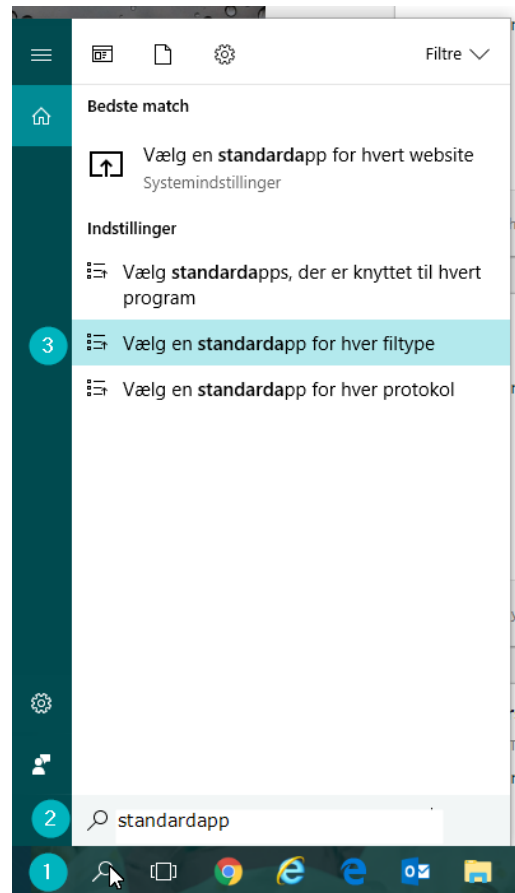 Filtre
Bedste match
Vælg en standardapp for hvert website
Systemindstillinger
Indstillinger
Vælg standardapps, der er knyttet til hvert
program
3
Vælg en standardapp for hver filtype
Vælg en standardapp for hver protokol
2
standardapp
1